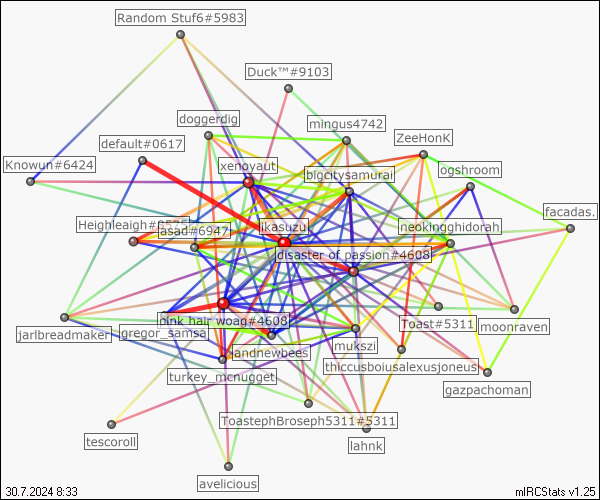 Random Stuf6#5983
Duck™#9103
doggerdig
mingus4742
default#0617
ZeeHonK
Knowun#6424
xenoyaut
bigcitysamurai
ogshroom
facadas.
Heighleaigh#
asad#6947
ikasuzu
neokingghidorah
disaster of passion#4608
pink hair woag#4608
Toast#5311
moonraven
jarlbreadmaker
gregor_samsa
andnewbees
mukszi
thiccusboiusalexusjoneus
turkey_mcnugget
gazpachoman
ToastephBroseph5311#5311
tescoroll
lahnk
avelicious
30.7.2024 8:33
mIRCStats v1.25